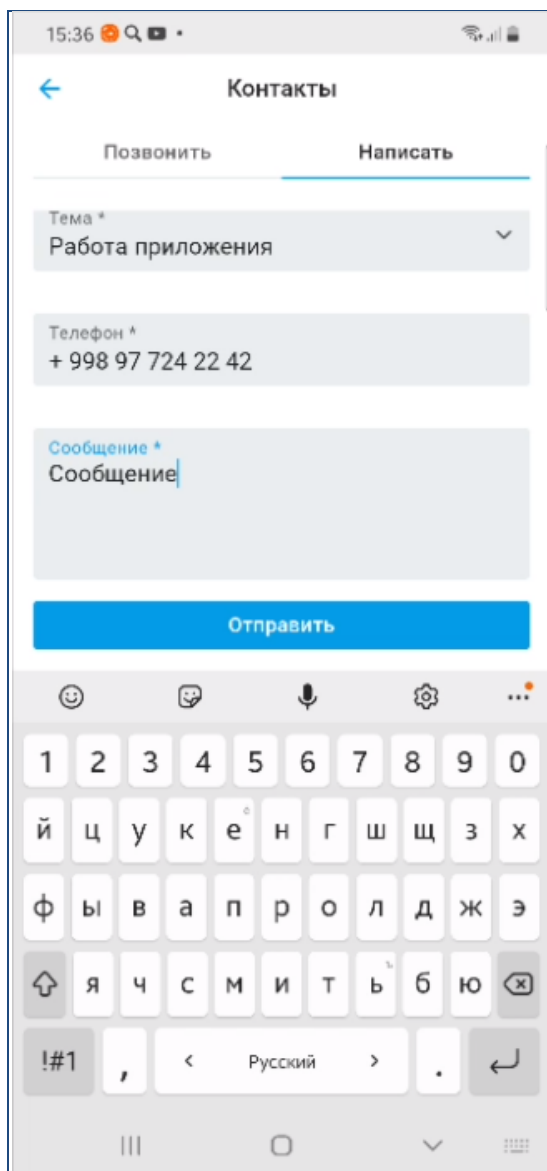 15:36
Контакты
Позвонить Написать
Тема *
Работа приложения
Телефон *
+ 998 97 724 22 42
Сообщение *
Сообщение
Отправить
1 2 3 4 5 6 7 8 9 0
й ц у к е н г ш щ з х
ф ы в а п р о л д ж э
я ч с м и т ь б ю
!#1 , < Русский > .